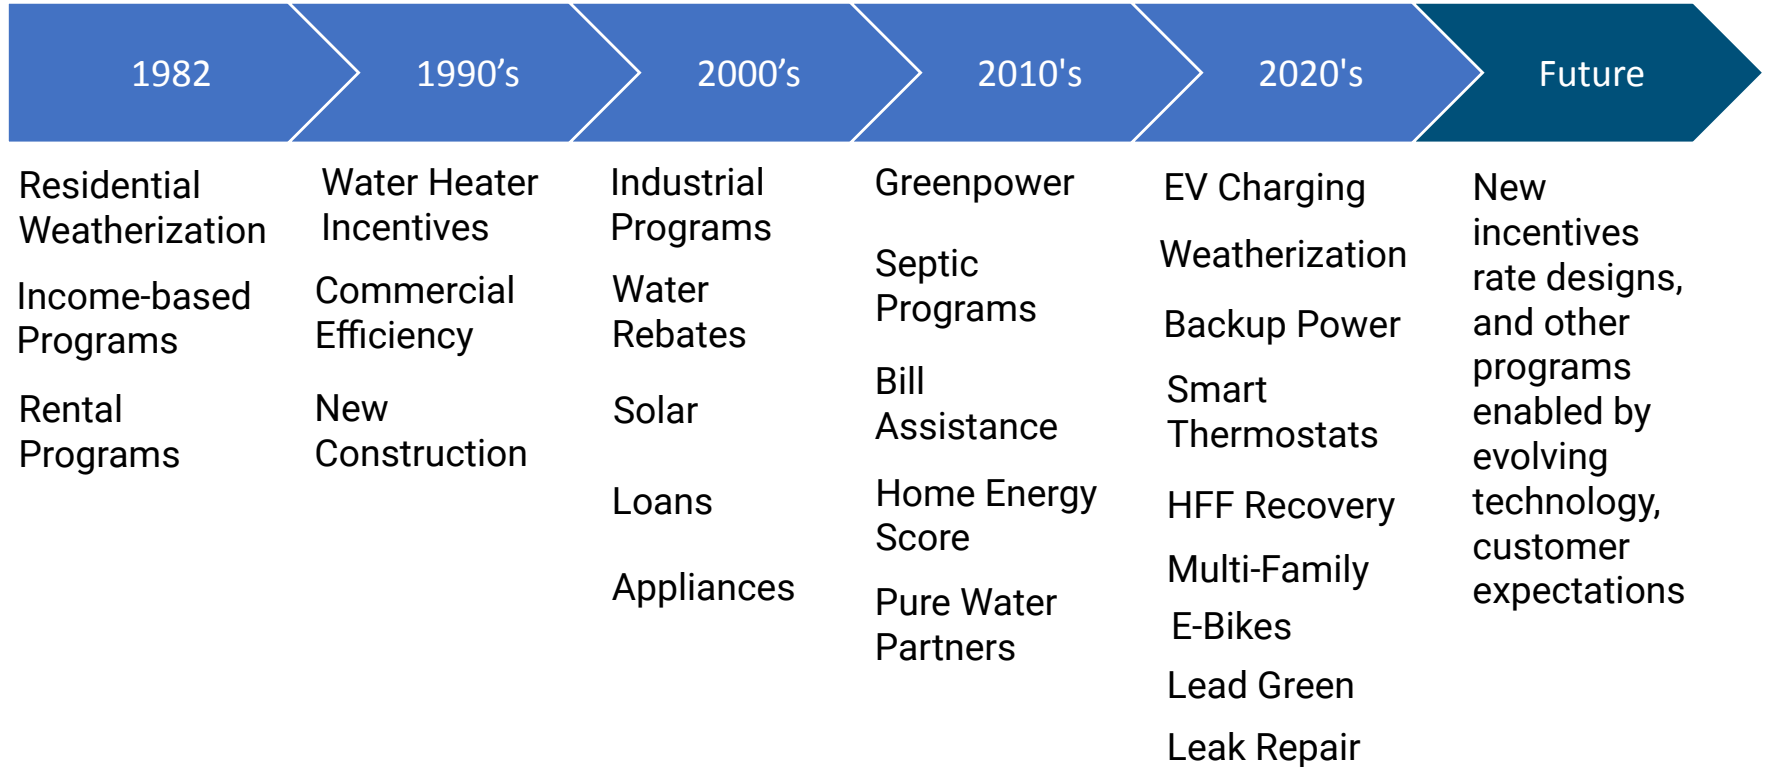 1982
1990’s
2000’s
2010's
2020's
Future
Residential
Weatherization
Income-based
Programs
Rental
Programs
Water Heater
Incentives
Commercial
Efficiency
New
Construction
Industrial
Programs
Water
Rebates
Solar
Loans
Appliances
Greenpower
Septic
Programs
Bill
Assistance
Home Energy
Score
Pure Water
Partners
EV Charging
Weatherization
Backup Power
Smart
Thermostats
HFF Recovery
Multi-Family
E-Bikes
Lead Green
Leak Repair
New
incentives
rate designs,
and other
programs
enabled by
evolving
technology,
customer
expectations